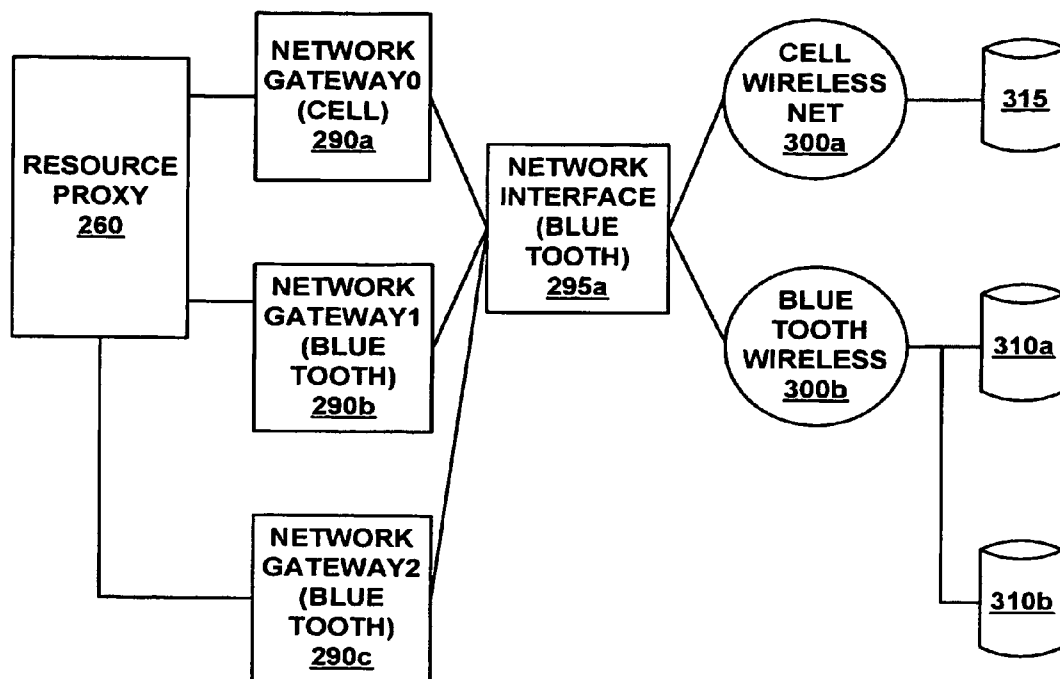 RESOURCE
PROXY
260
NETWORK
GATEWAY0
(CELL)
290a
NETWORK
GATEWAY1
(BLUE
TOOTH)
290b
NETWORK
GATEWAY2
(BLUE
TOOTH)
290c
NETWORK
INTERFACE
(BLUE
TOOTH)
295a
CELL
WIRELESS
NET
300a
BLUE
TOOTH
WIRELESS
300b
315
310a
310b